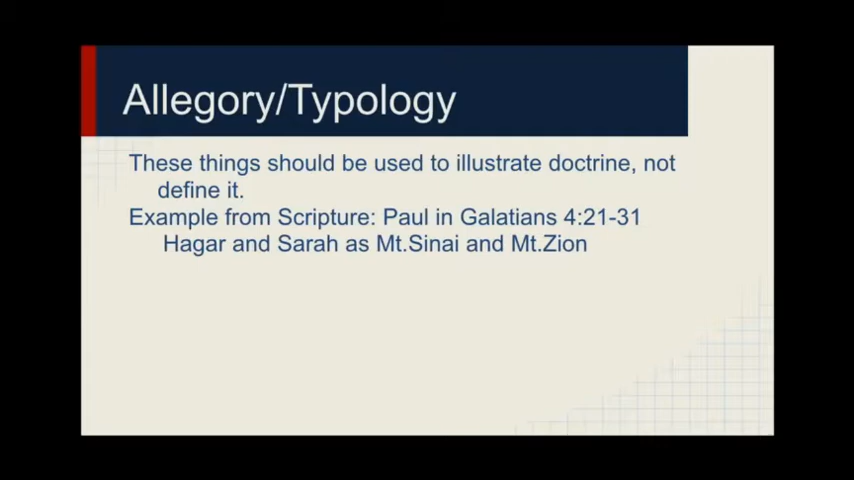 Allegory/Typology
These things should be used to illustrate doctrine, not
define it.
Example from Scripture: Paul in Galatians 4:21-31
Hagar and Sarah as Mt.Sinai and Mt.Zion